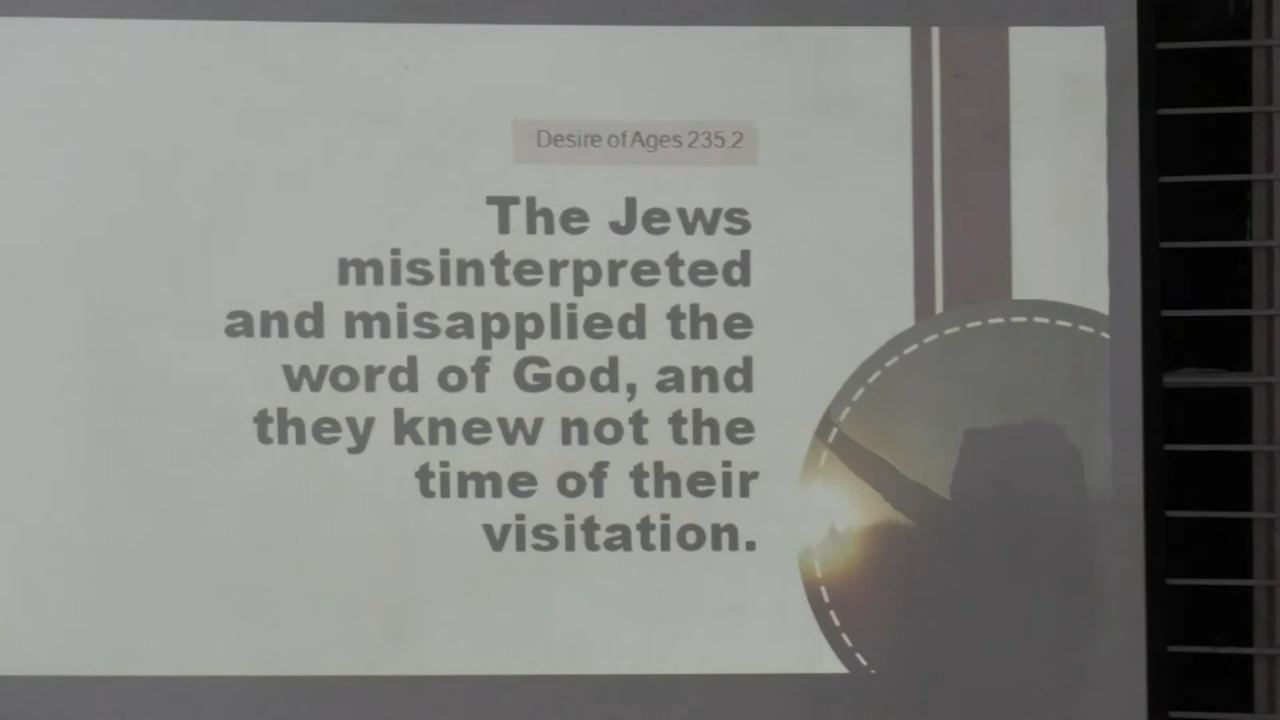 Desire of Ages 235.2
The Jews
misinterpreted
and misapplied the
word of God, and
they knew not the
time of their
visitation.